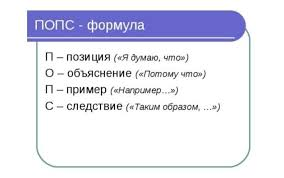 ПОПС - формула
П – позиция («Я думаю, что»)
О – объяснение («Потому что»)
П – пример («Например…»)
С – следствие («Таким образом, …»)